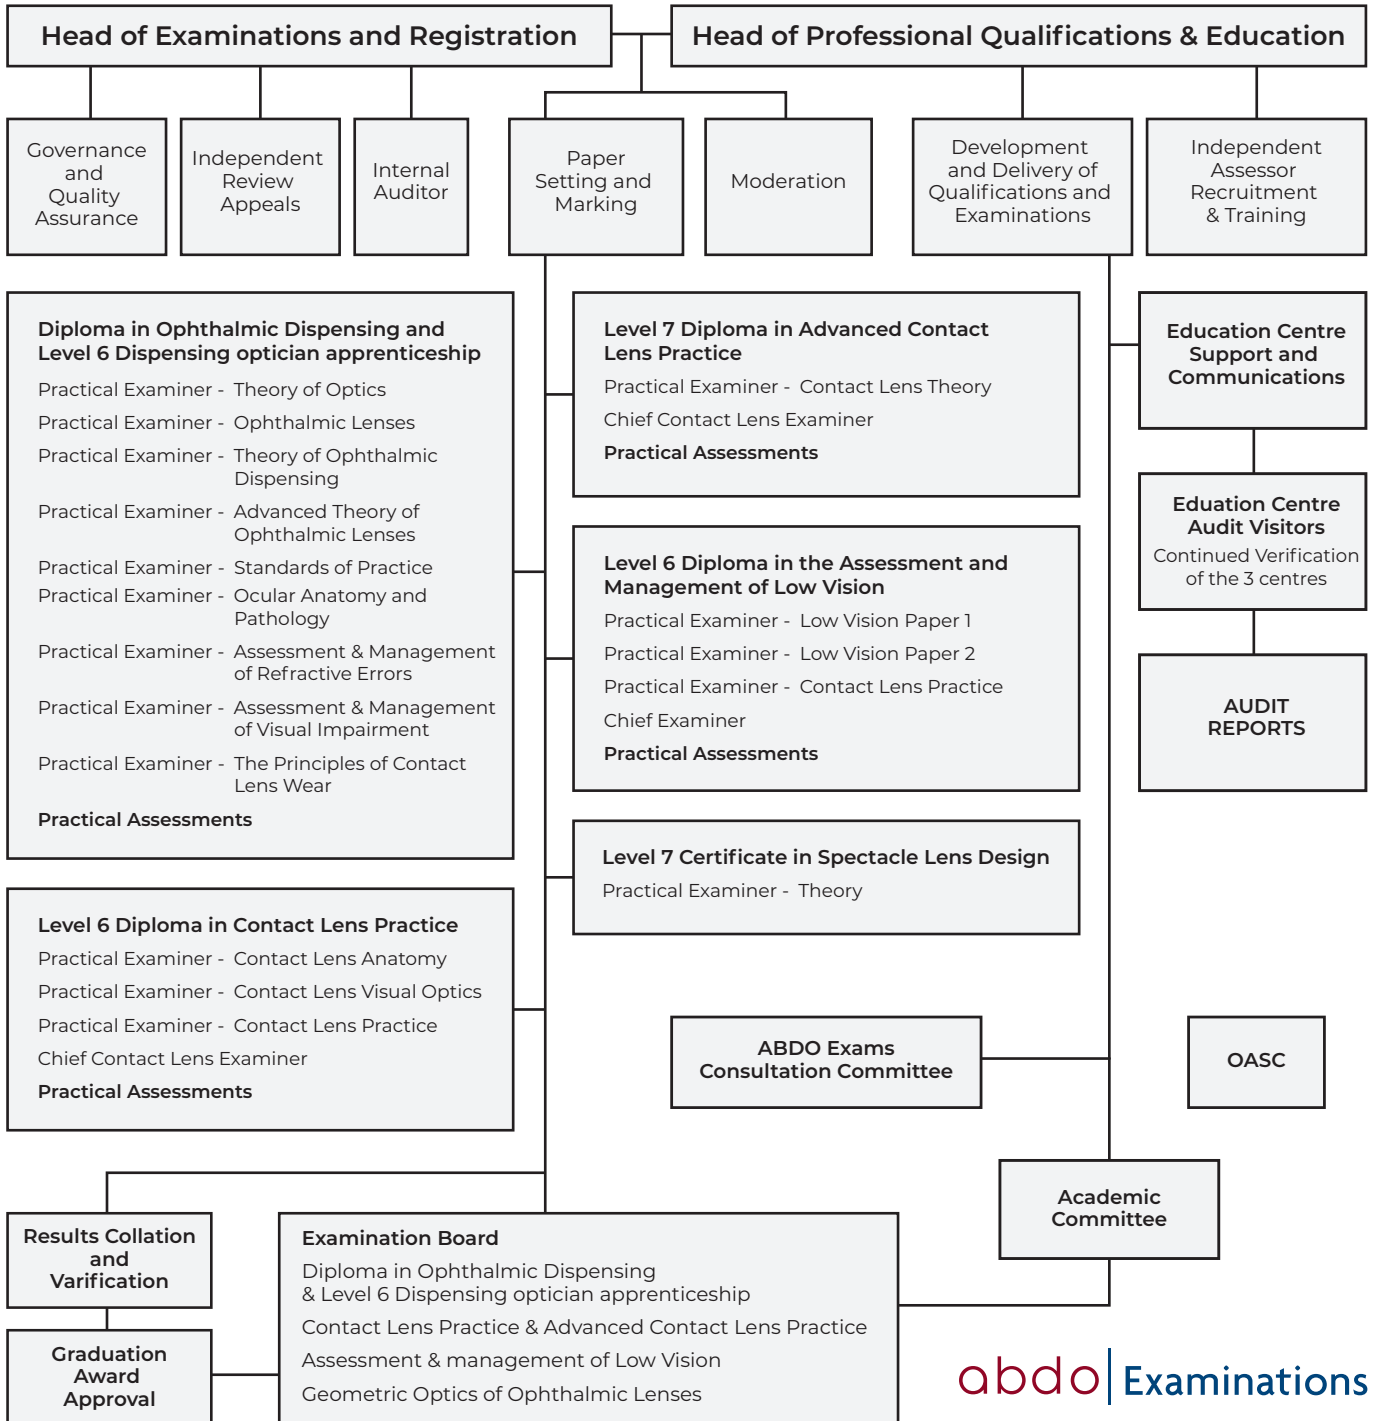 Head of Examinations and Registration
Head of Professional Qualifications & Education
Governance
and
Quality
Assurance
Independent
Review
Appeals
Internal
Auditor
Paper
Setting and
Marking
Moderation
Development
and Delivery of
Qualifications and
Examinations
Independent
Assessor
Recruitment
& Training
Diploma in Ophthalmic Dispensing and
Level 6 Dispensing optician apprenticeship
Practical Examiner - Theory of Optics
Practical Examiner - Ophthalmic Lenses
Practical Examiner - Theory of Ophthalmic
Dispensing
Practical Examiner - Advanced Theory of
Ophthalmic Lenses
Practical Examiner - Standards of Practice
Practical Examiner - Ocular Anatomy and
Pathology
Practical Examiner - Assessment & Management
of Refractive Errors
Practical Examiner - Assessment & Management
of Visual Impairment
Practical Examiner - The Principles of Contact
Lens Wear
Practical Assessments
Level 7 Diploma in Advanced Contact
Lens Practice
Practical Examiner - Contact Lens Theory
Chief Contact Lens Examiner
Practical Assessments
Level 6 Diploma in the Assessment and
Management of Low Vision
Practical Examiner - Low Vision Paper 1
Practical Examiner - Low Vision Paper 2
Practical Examiner - Contact Lens Practice
Chief Examiner
Practical Assessments
Level 7 Certificate in Spectacle Lens Design
Practical Examiner - Theory
Education Centre
Support and
Communications
Eduation Centre
Audit Visitors
Continued Verification
of the 3 centres
AUDIT
REPORTS
Level 6 Diploma in Contact Lens Practice
Practical Examiner - Contact Lens Anatomy
Practical Examiner - Contact Lens Visual Optics
Practical Examiner - Contact Lens Practice
Chief Contact Lens Examiner
Practical Assessments
ABDO Exams
Consultation Committee
OASC
Academic
Committee
Results Collation
and
Varification
Graduation
Award
Approval
Examination Board
Diploma in Ophthalmic Dispensing
& Level 6 Dispensing optician apprenticeship
Contact Lens Practice & Advanced Contact Lens Practice
Assessment & management of Low Vision
Geometric Optics of Ophthalmic Lenses
abdo Examinations